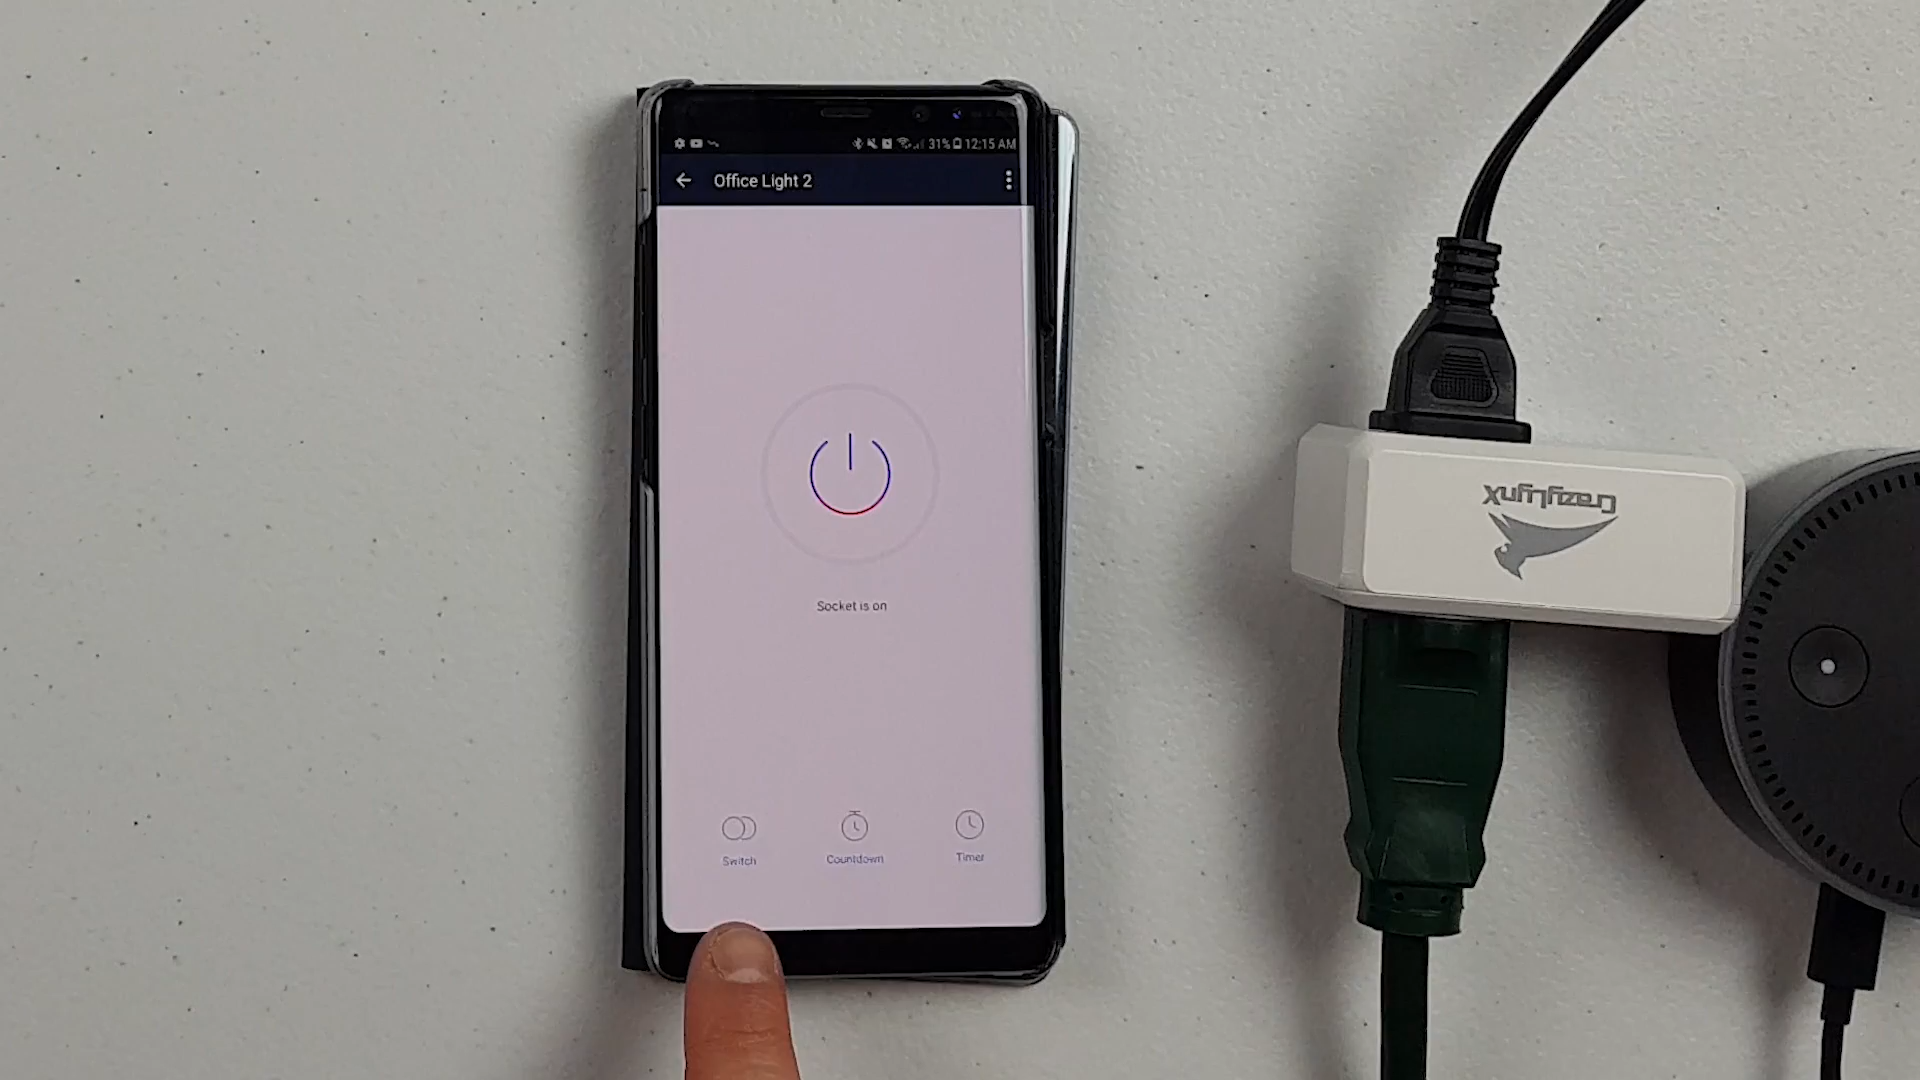 31% 12:15 AM
Office Light 2
Socket is on
Switch
Countdown
Timer
CrazyLynX